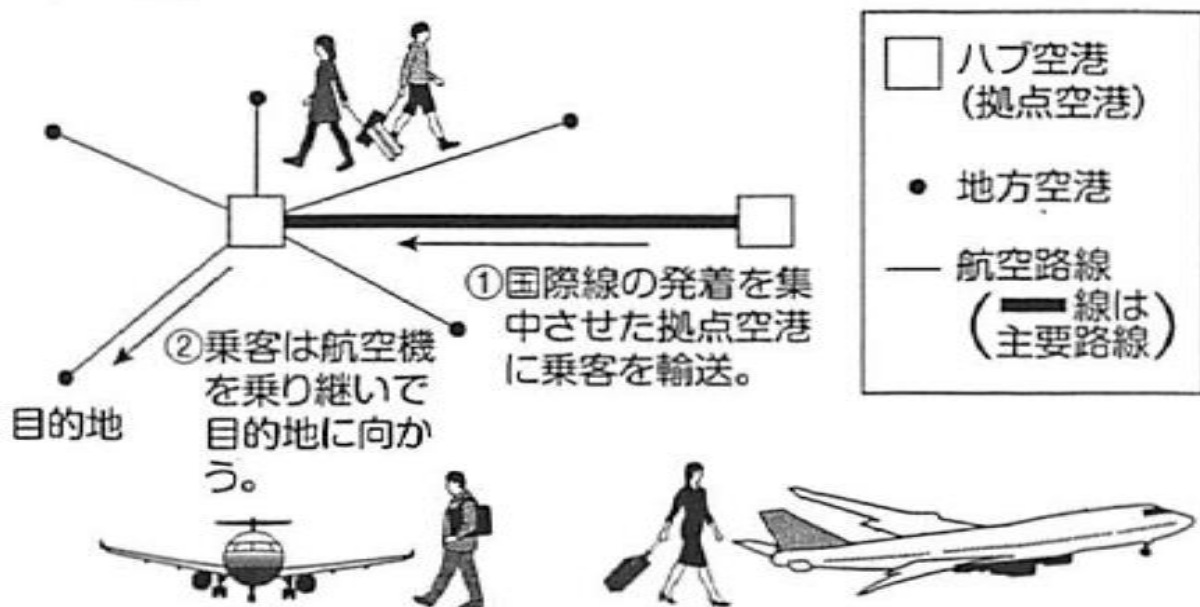 ①国際線の発着を集
中させた拠点空港
に乗客を輸送。
②乗客は航空機
を乗り継いで
目的地に向か
う。
目的地
ハブ空港
(拠点空港)
地方空港
航空路線
(線は
主要路線)